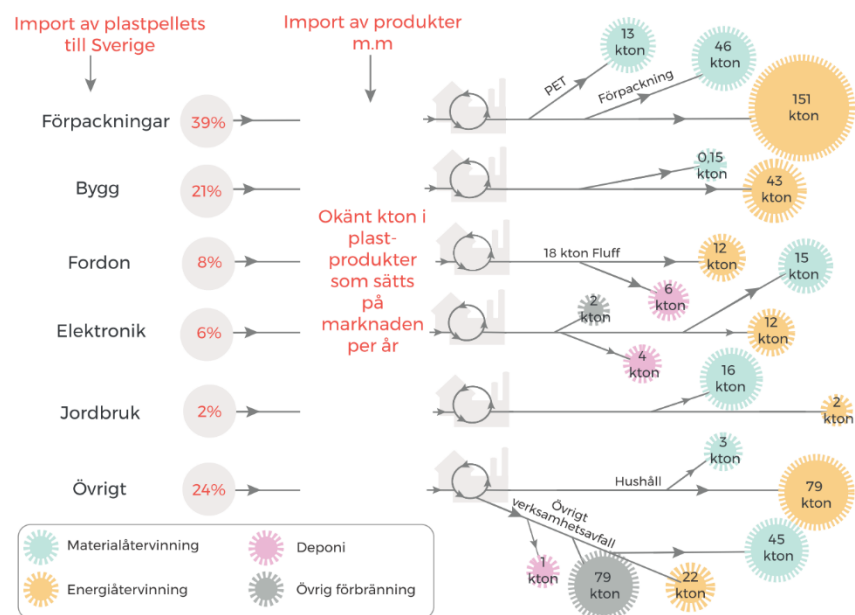 Import av plastpellets
till Sverige
Import av produkter
m.m
Förpackningar
39%
PET
13
kton
Förpackning
46
kton
151
kton
Bygg
21%
0,15
kton
43
kton
Okänt kton i
plast-
produkter
som sätts
på
marknaden
per år
Fordon
8%
18 kton Fluff
12
kton
6
kton
Elektronik
6%
2
kton
4
kton
15
kton
12
kton
Jordbruk
2%
16
kton
2
kton
Övrigt
24%
Hushåll
3
kton
79
kton
Övrigt
verksamhetsavfall
1
kton
79
kton
22
kton
45
kton
Materialåtervinning
Deponi
Energiåtervinning
Övrig förbränning